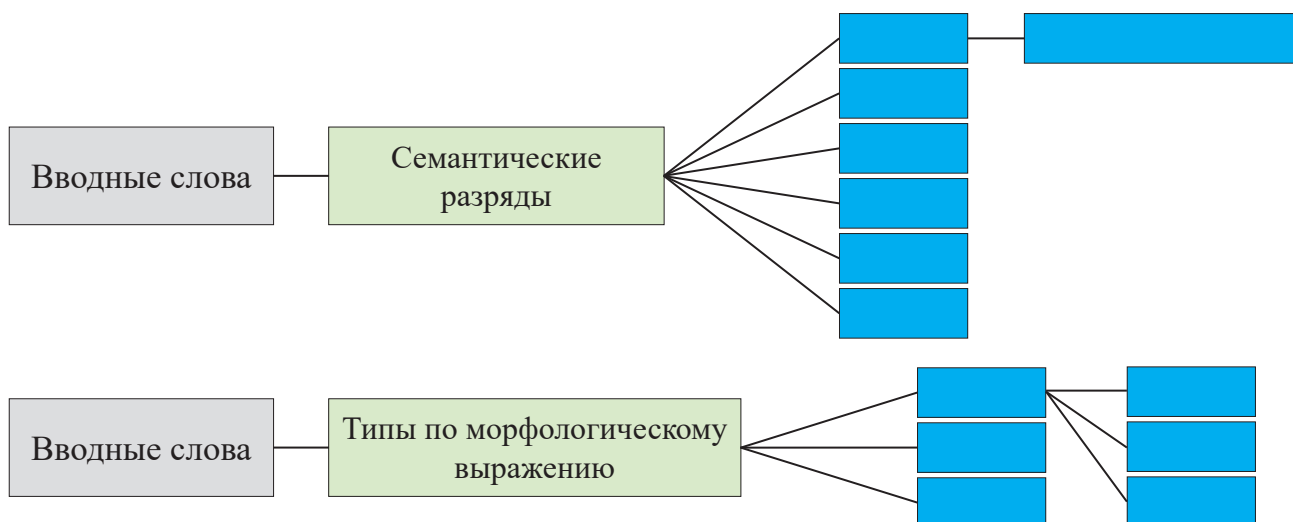 Вводные слова
Семантические
разряды
Вводные слова
Типы по морфологическому
выражению